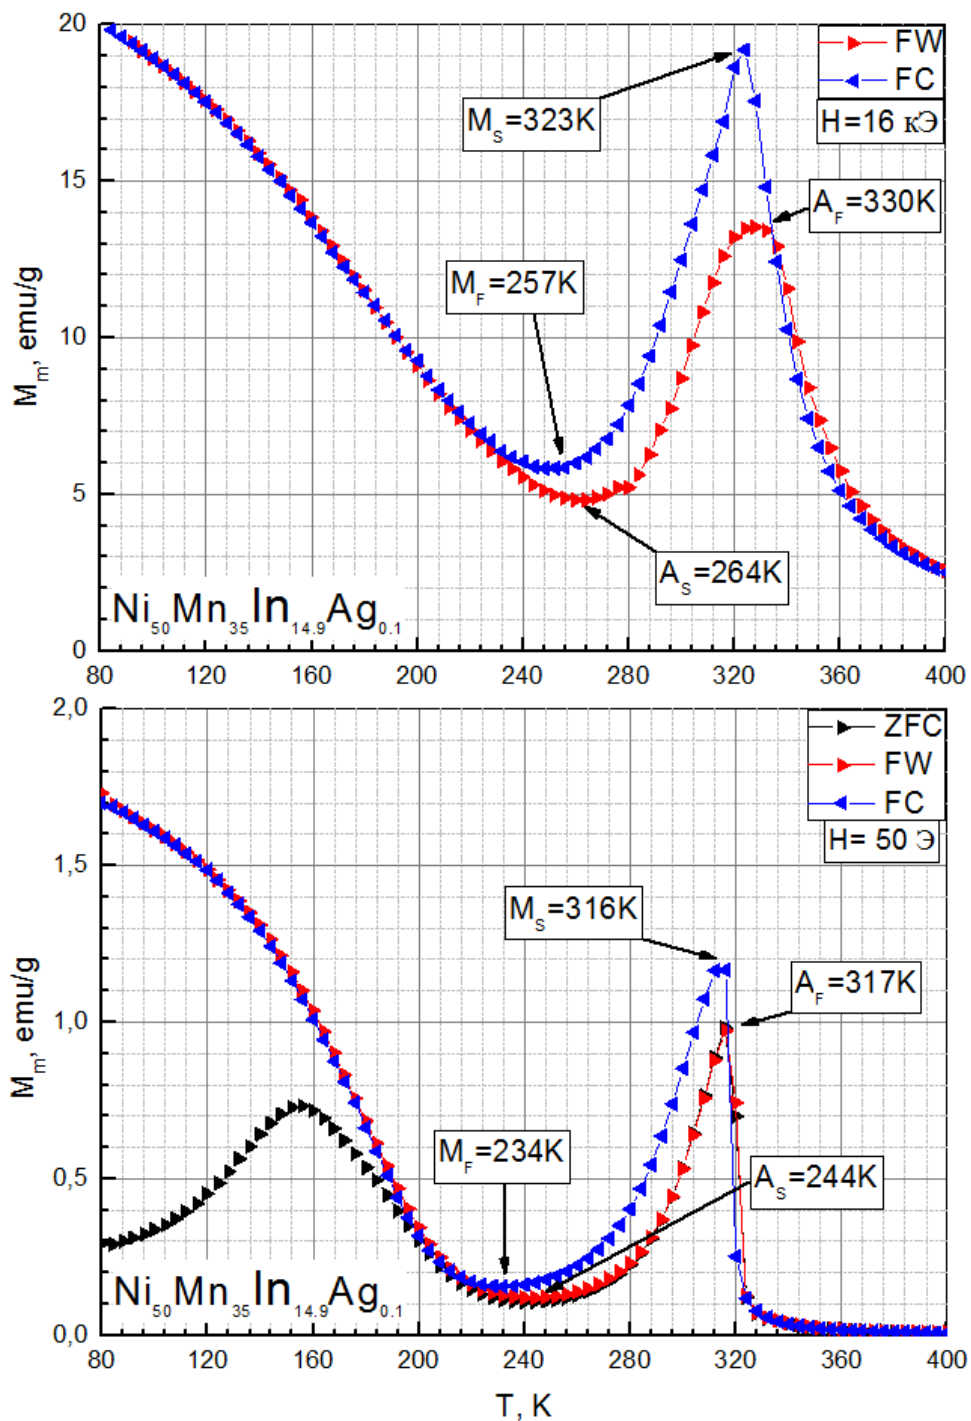 20
15
10
5
0
M_m, emu/g
FW
FC
H=16 кЭ
M_S=323K
A_F=330K
M_F=257K
A_S=264K
Ni_50Mn_35In_14.9Ag_0.1
80 120 160 200 240 280 320 360 400
2,0
1,5
1,0
0,5
0,0
M_m, emu/g
ZFC
FW
FC
H= 50 Э
M_S=316K
A_F=317K
M_F=234K
A_S=244K
Ni_50Mn_35In_14.9Ag_0.1
80 120 160 200 240 280 320 360 400
T, K